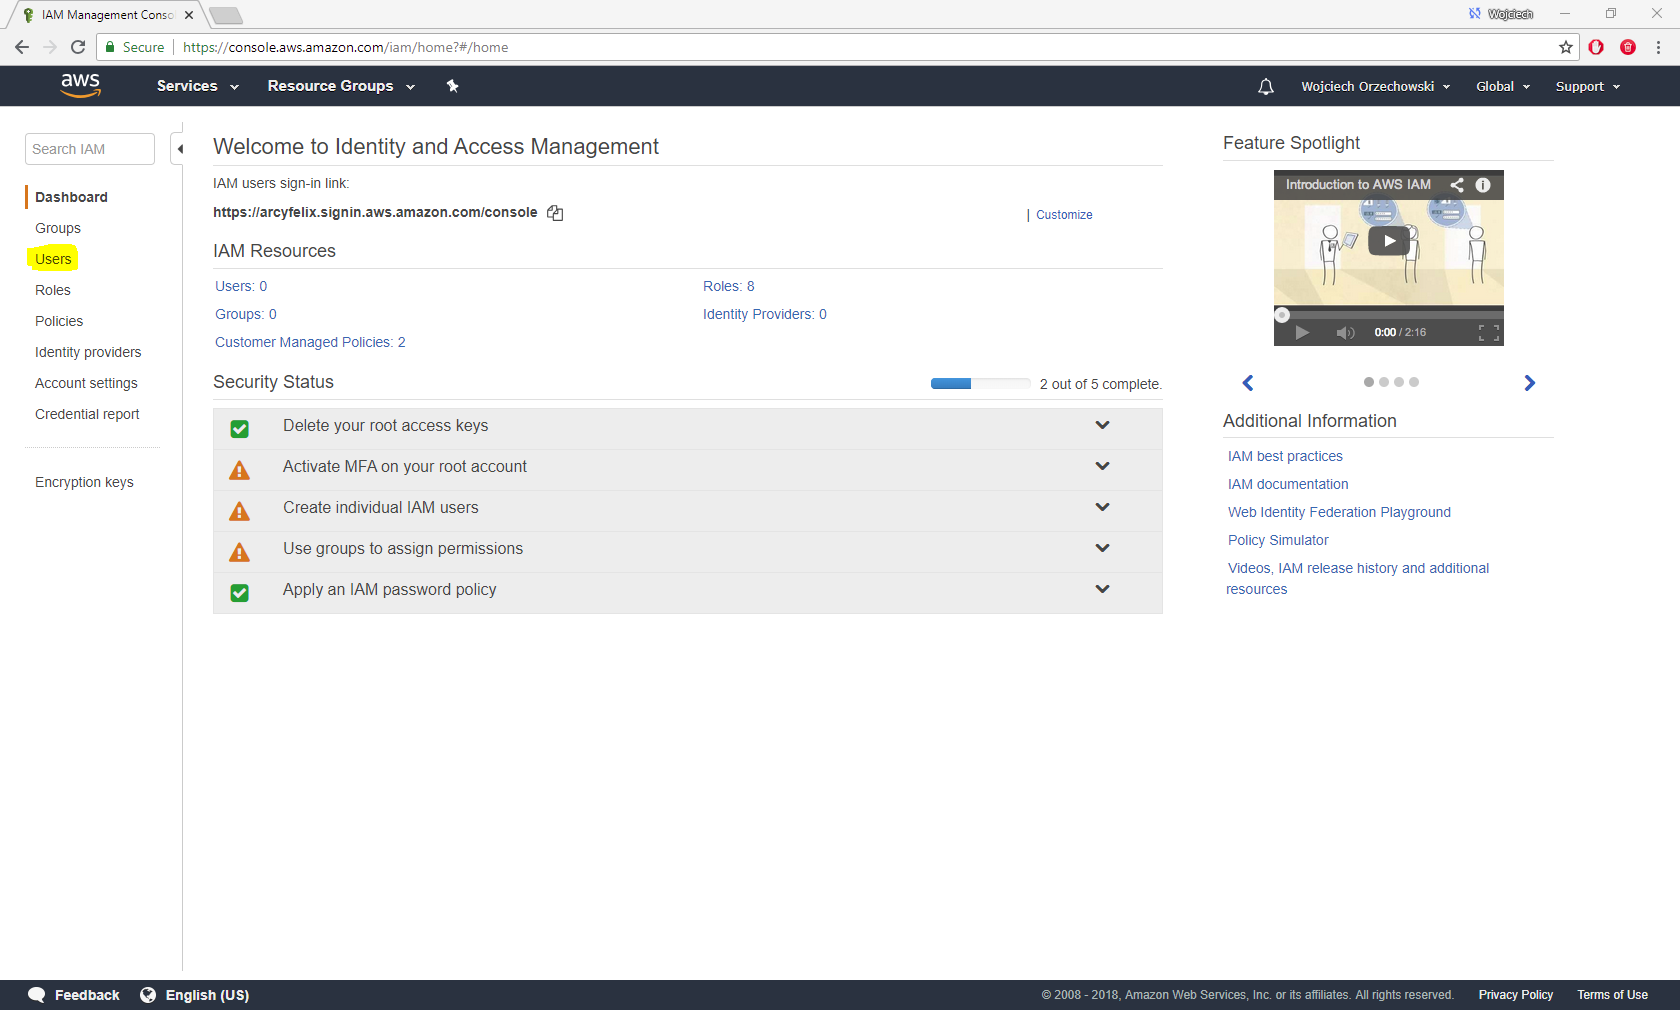 IAM Management Conso
Wojciech
Secure
https://console.aws.amazon.com/iam/home?#/home
aws
Services
Resource Groups
Wojciech Orzechowski
Global
Support
Search IAM
Dashboard
Groups
Users
Roles
Policies
Identity providers
Account settings
Credential report
Encryption keys
Welcome to Identity and Access Management
IAM users sign-in link:
https://arcyfelix.signin.aws.amazon.com/console
| Customize
IAM Resources
Users: 0
Roles: 8
Groups: 0
Identity Providers: 0
Customer Managed Policies: 2
Security Status
2 out of 5 complete.
Delete your root access keys
Activate MFA on your root account
Create individual IAM users
Use groups to assign permissions
Apply an IAM password policy
Feature Spotlight
Introduction to AWS IAM
0:00 / 2:16
Additional Information
IAM best practices
IAM documentation
Web Identity Federation Playground
Policy Simulator
Videos, IAM release history and additional
resources
Feedback
English (US)
© 2008 - 2018, Amazon Web Services, Inc. or its affiliates. All rights reserved.
Privacy Policy
Terms of Use